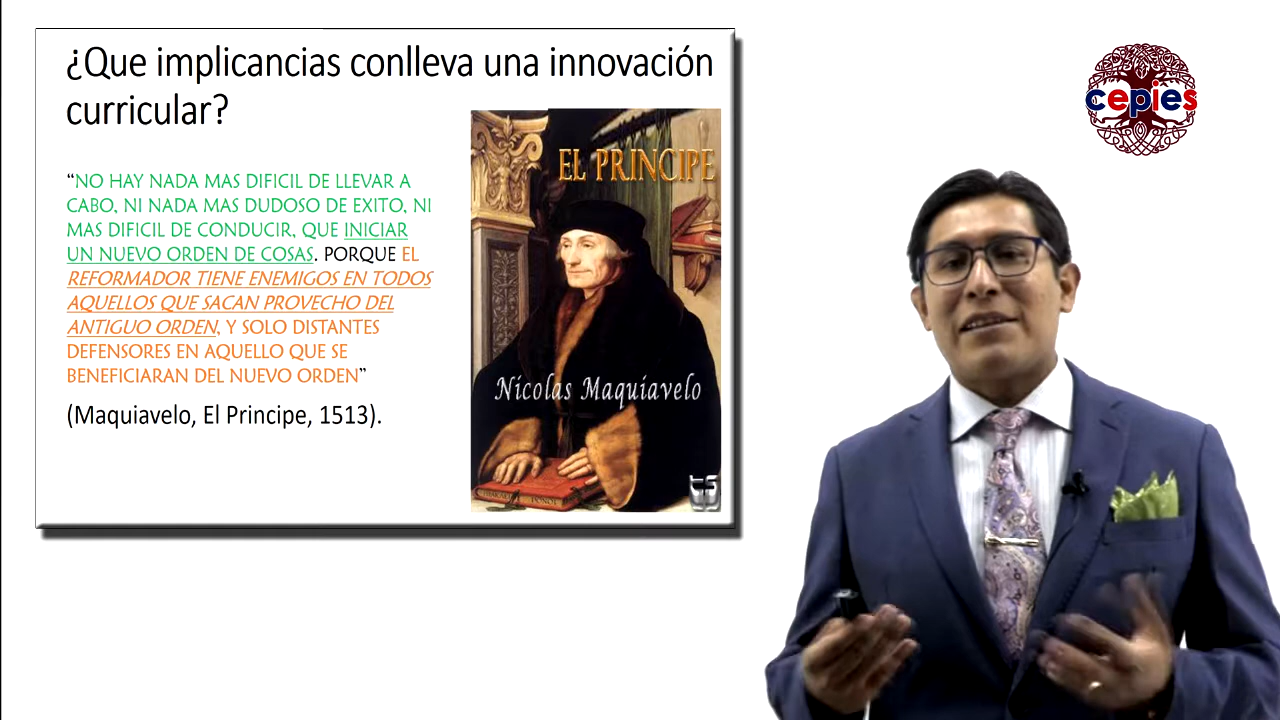 ¿Que implicancias conlleva una innovación
curricular?
“NO HAY NADA MAS DIFICIL DE LLEVAR A
CABO, NI NADA MAS DUDOSO DE EXITO, NI
MAS DIFICIL DE CONDUCIR, QUE INICIAR
UN NUEVO ORDEN DE COSAS. PORQUE EL
REFORMADOR TIENE ENEMIGOS EN TODOS
AQUELLOS QUE SACAN PROVECHO DEL
ANTIGUO ORDEN, Y SOLO DISTANTES
DEFENSORES EN AQUELLO QUE SE
BENEFICIARAN DEL NUEVO ORDEN”
(Maquiavelo, El Principe, 1513).
EL PRINCIPE
Nicolas Maquiavelo
cepies